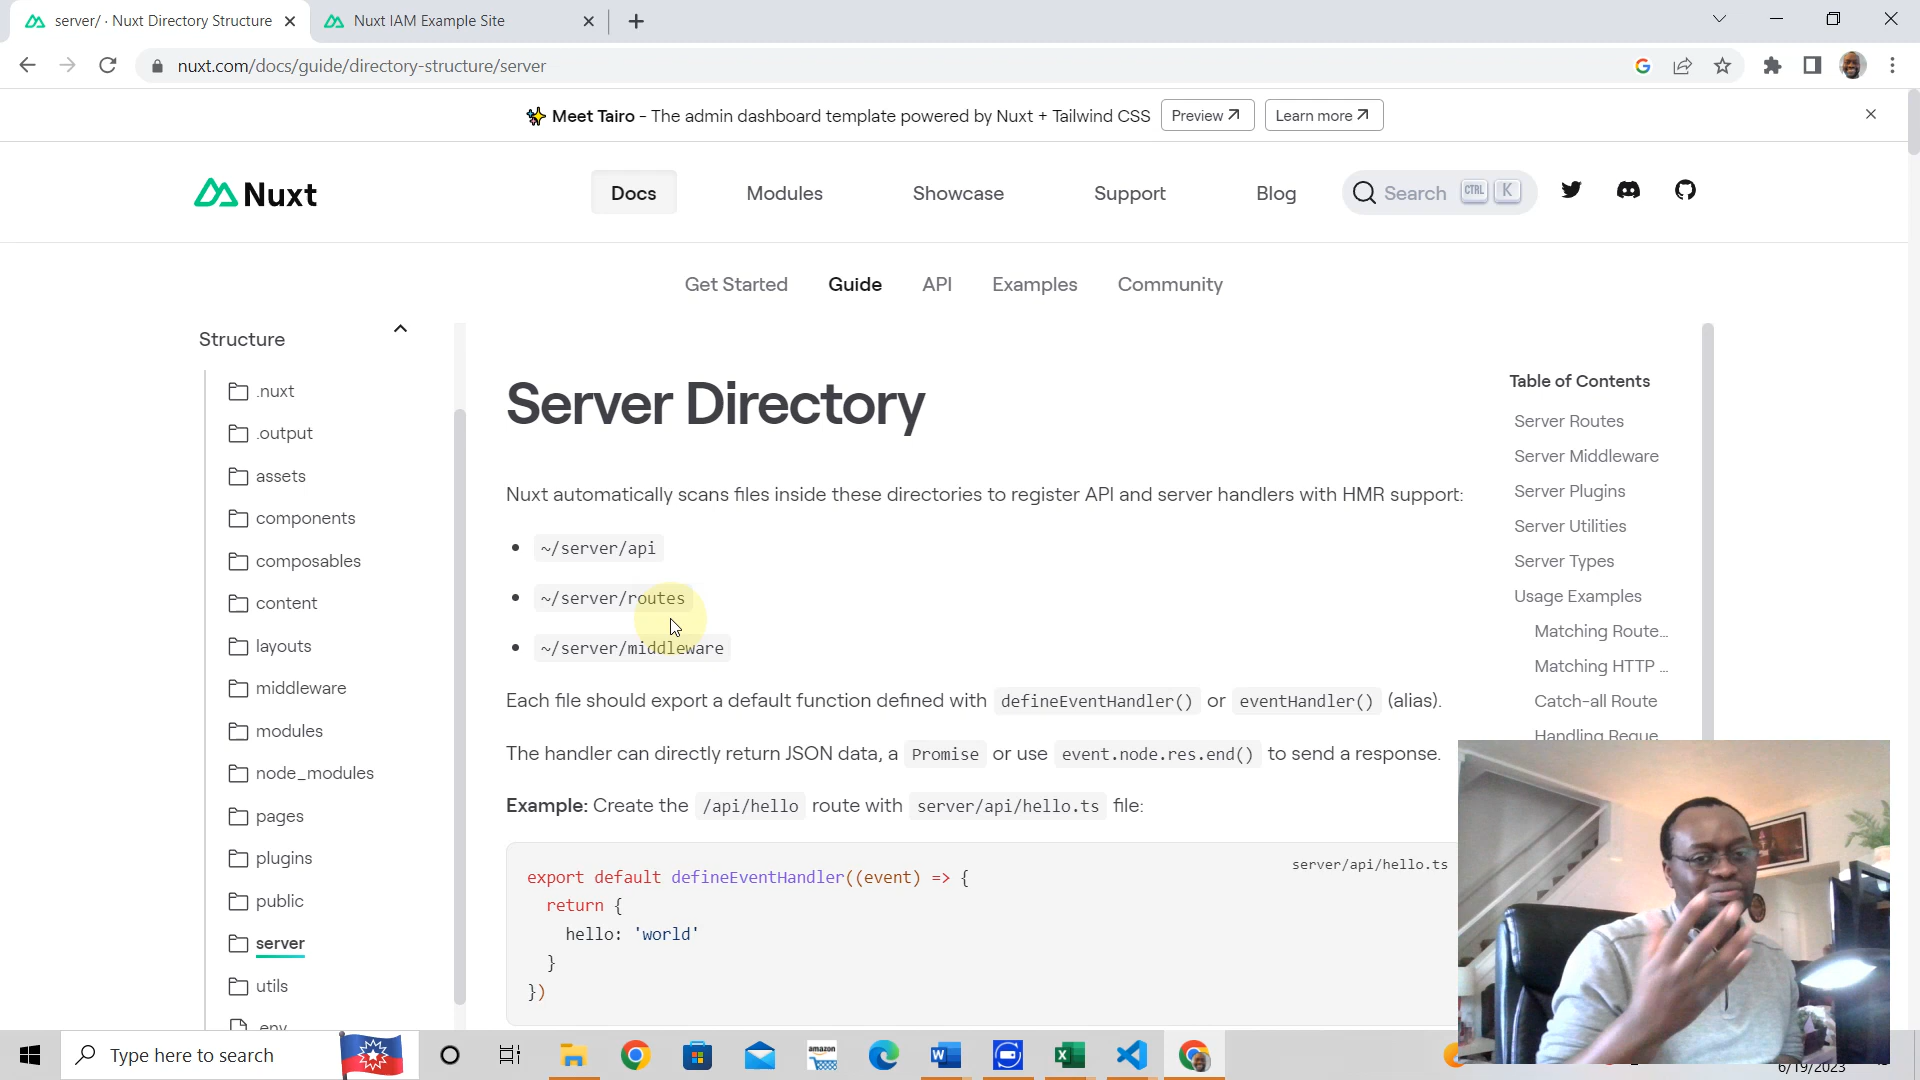 server/ · Nuxt Directory Structure
Nuxt IAM Example Site
nuxt.com/docs/guide/directory-structure/server
Meet Tairo - The admin dashboard template powered by Nuxt + Tailwind CSS
Preview
Learn more
Nuxt
Docs
Modules
Showcase
Support
Blog
Search CTRL K
Get Started
Guide
API
Examples
Community
Structure
.nuxt
.output
assets
components
composables
content
layouts
middleware
modules
node_modules
pages
plugins
public
server
utils
.env
Server Directory
Nuxt automatically scans files inside these directories to register API and server handlers with HMR support:
~/server/api
~/server/routes
~/server/middleware
Each file should export a default function defined with defineEventHandler() or eventHandler() (alias).
The handler can directly return JSON data, a Promise or use event.node.res.end() to send a response.
Example: Create the /api/hello route with server/api/hello.ts file:
server/api/hello.ts
export default defineEventHandler((event) => {
return {
hello: 'world'
}
})
Table of Contents
Server Routes
Server Middleware
Server Plugins
Server Utilities
Server Types
Usage Examples
Matching Route...
Matching HTTP ...
Catch-all Route
Handling Reque...
Type here to search
amazon
6/19/2023